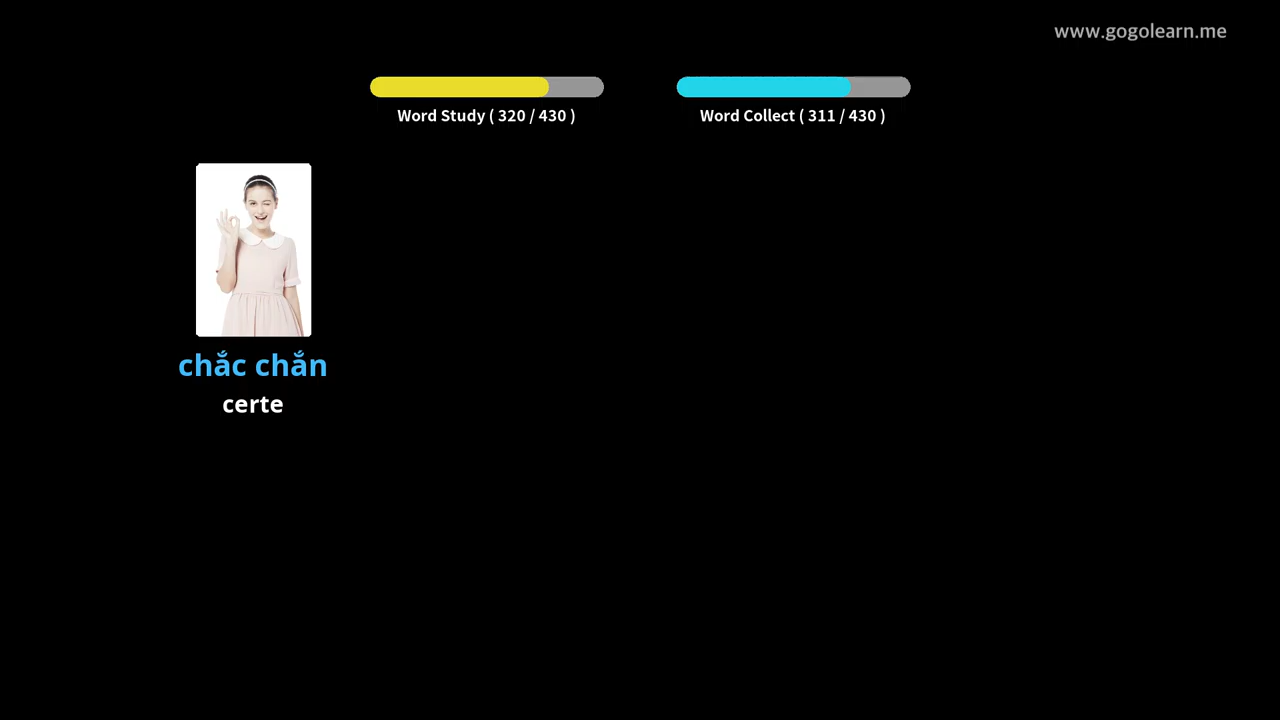 www.gogolearn.me
Word Study ( 320 / 430 )
Word Collect ( 311 / 430 )
chắc chắn
certe